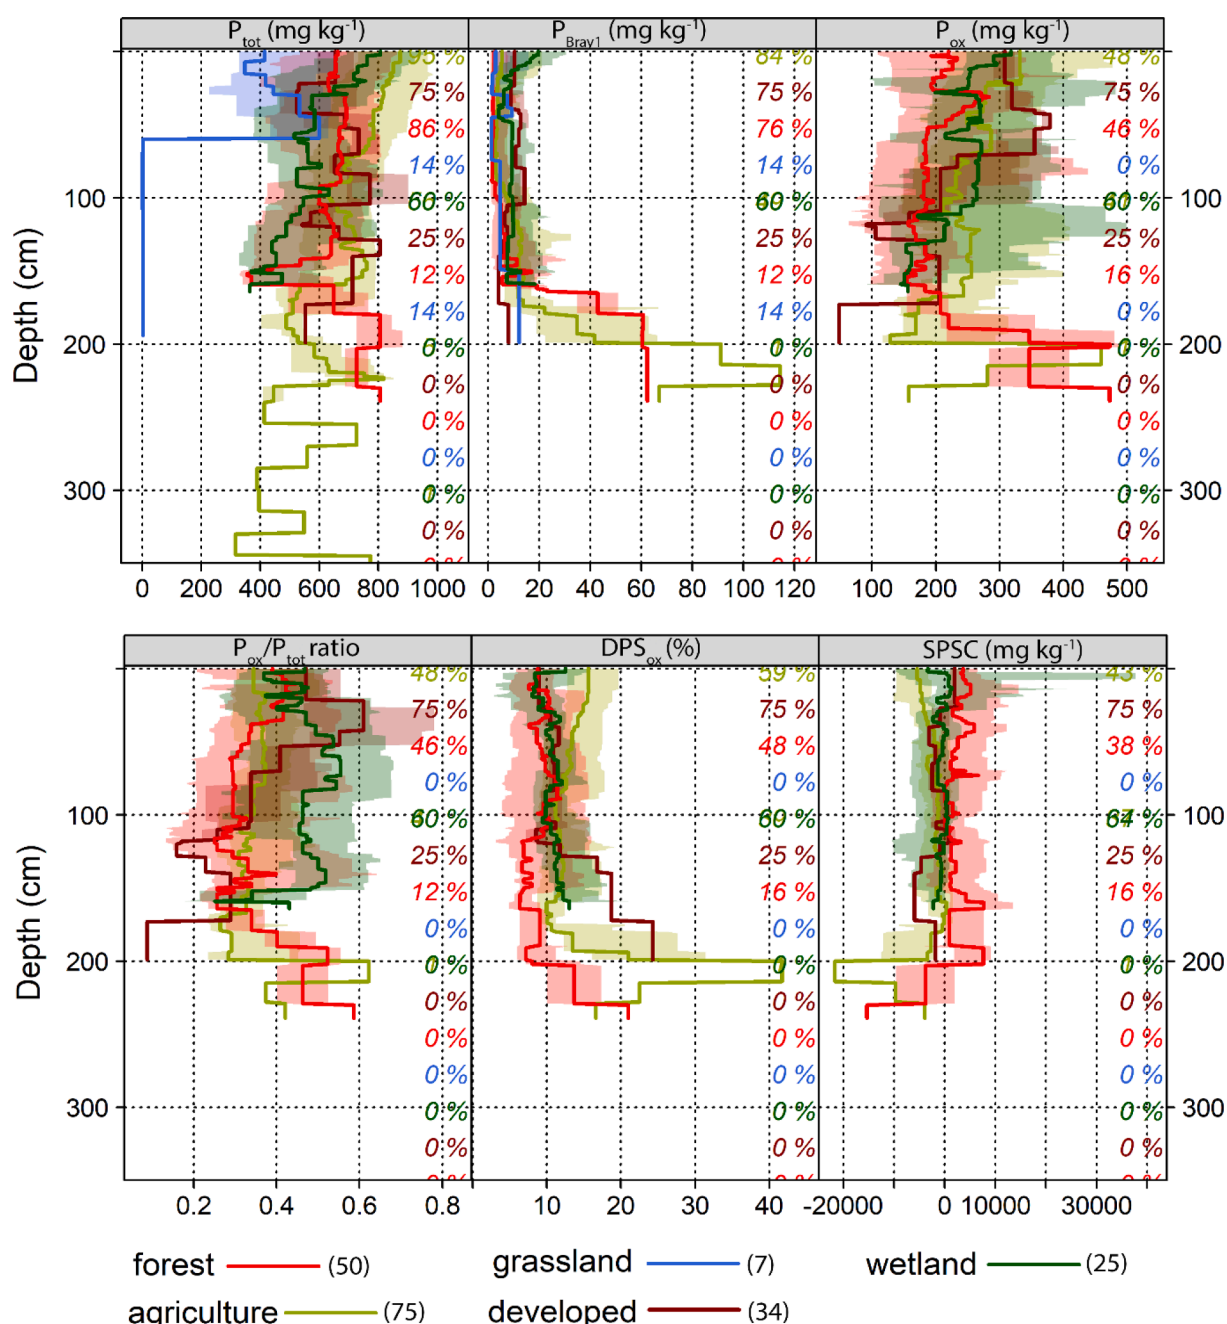 P_tot (mg kg⁻¹) P_Bray1 (mg kg⁻¹) P_ox (mg kg⁻¹)
95 % 84 % 48 %
75 % 75 % 75 %
86 % 76 % 46 %
14 % 14 % 0 %
100 60 % 60 % 60 % 100
25 % 25 % 25 %
12 % 12 % 16 %
14 % 14 % 0 %
200 0 % 0 % 0 % 200
0 % 0 % 0 %
0 % 0 % 0 %
0 % 0 % 0 %
300 0 % 0 % 0 % 300
0 % 0 % 0 %
Depth (cm)
0 200 400 600 800 1000 0 20 40 60 80 100 120 100 200 300 400 500
P_ox/P_tot ratio DPS_ox (%) SPSC (mg kg⁻¹)
48 % 59 % 43 %
75 % 75 % 75 %
46 % 48 % 38 %
0 % 0 % 0 %
100 60 % 60 % 64 % 100
25 % 25 % 25 %
12 % 16 % 16 %
0 % 0 % 0 %
200 0 % 0 % 0 % 200
0 % 0 % 0 %
0 % 0 % 0 %
0 % 0 % 0 %
300 0 % 0 % 0 % 300
0 % 0 % 0 %
Depth (cm)
0.2 0.4 0.6 0.8 0 10 20 30 40 -20000 0 10000 30000
forest (50) grassland (7) wetland (25)
agriculture (75) developed (34)